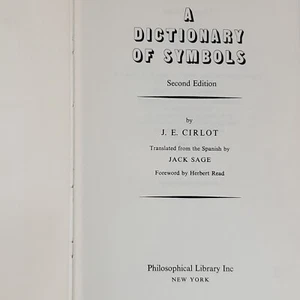 A
DICTIONARY
OF SYMBOLS
Second Edition
by
J. E. CIRLOT
Translated from the Spanish by
JACK SAGE
Foreword by Herbert Read
Philosophical Library Inc
NEW YORK